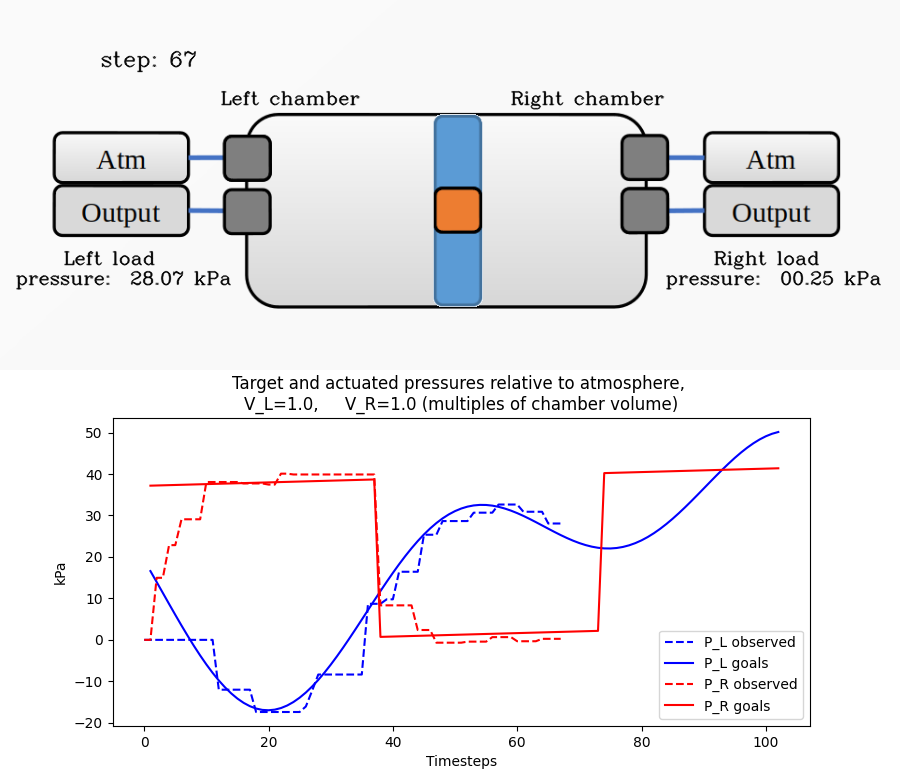 step: 67
Left chamber
Right chamber
Atm
Output
Atm
Output
Left load
pressure: 28.07 kPa
Right load
pressure: 00.25 kPa
Target and actuated pressures relative to atmosphere,
V_L=1.0, V_R=1.0 (multiples of chamber volume)
50
40
30
20
10
0
−10
−20
kPa
0
20
40
60
80
100
Timesteps
P_L observed
P_L goals
P_R observed
P_R goals